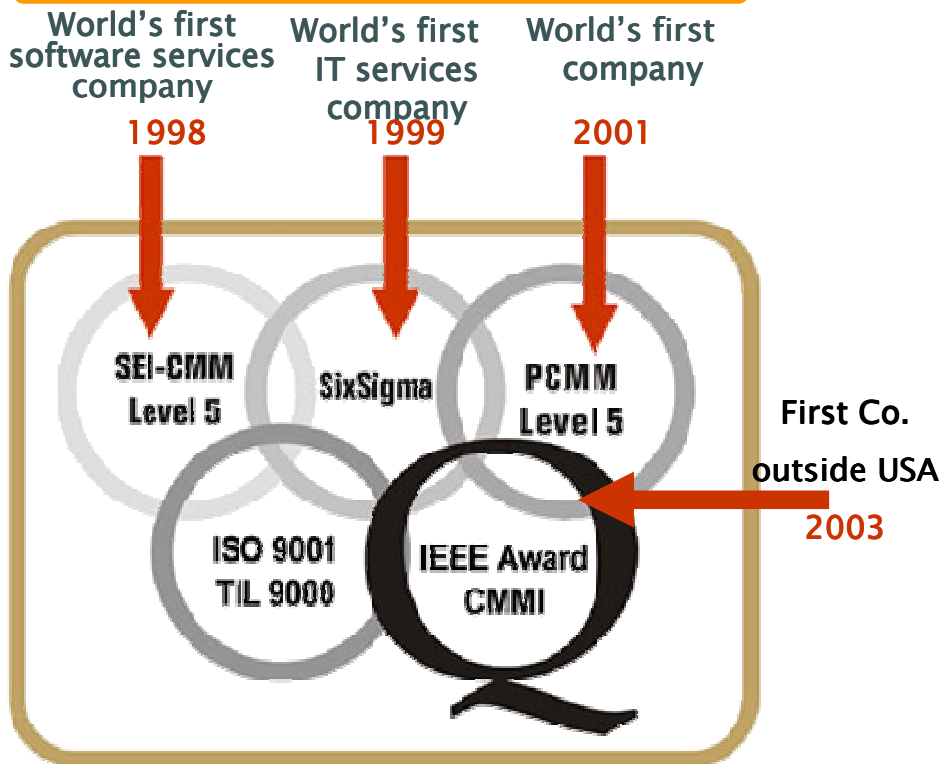 World's first
software services
company
1998
World's first
IT services
company
1999
World's first
company
2001
SEI-CMM
Level 5
SixSigma
PCMM
Level 5
First Co.
outside USA
2003
ISO 9001
TIL 9000
IEEE Award
CMMI
Q